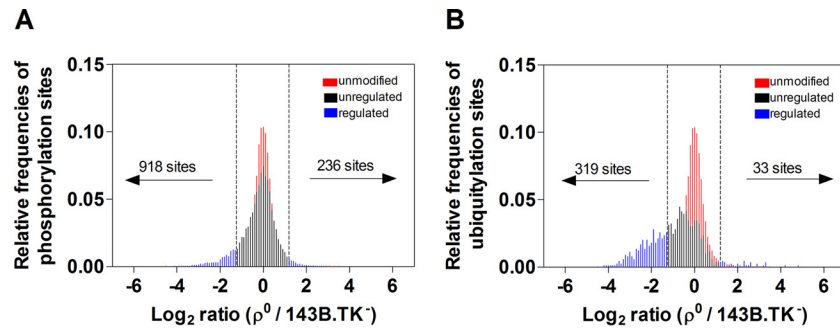 A
Relative frequencies of
phosphorylation sites
0.15
0.10
0.05
0.00
unmodified
unregulated
regulated
918 sites
236 sites
-6 -4 -2 0 2 4 6
Log2 ratio (ρ⁰ / 143B.TK⁻)
B
Relative frequencies of
ubiquitylation sites
0.15
0.10
0.05
0.00
unmodified
unregulated
regulated
319 sites
33 sites
-6 -4 -2 0 2 4 6
Log2 ratio (ρ⁰ / 143B.TK⁻)